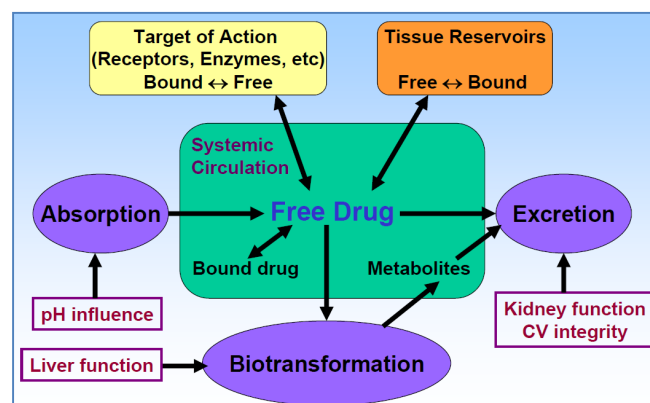 Target of Action
(Receptors, Enzymes, etc)
Bound ↔ Free
Tissue Reservoirs
Free ↔ Bound
Systemic
Circulation
Absorption
Free Drug
Excretion
Bound drug
Metabolites
pH influence
Kidney function
CV integrity
Liver function
Biotransformation